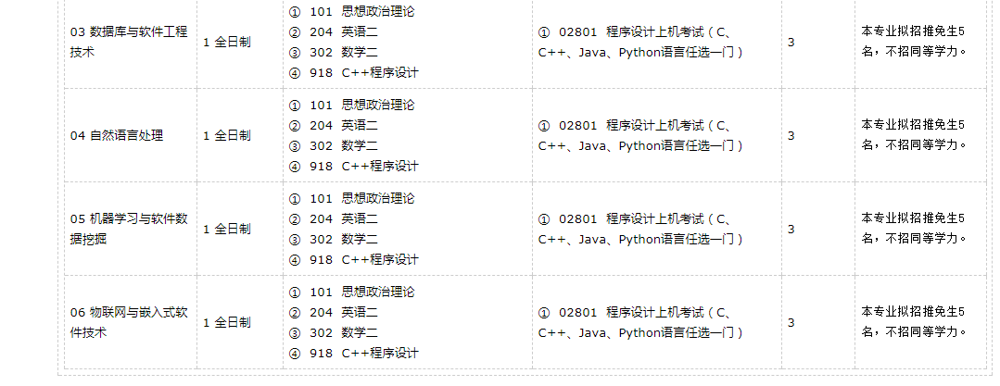 03 数据库与软件工程
技术
1 全日制
① 101 思想政治理论
② 204 英语二
③ 302 数学二
④ 918 C++程序设计
① 02801 程序设计上机考试（C、
C++、Java、Python语言任选一门）
3
本专业拟招推免生5
名，不招同等学力。
04 自然语言处理
1 全日制
① 101 思想政治理论
② 204 英语二
③ 302 数学二
④ 918 C++程序设计
① 02801 程序设计上机考试（C、
C++、Java、Python语言任选一门）
3
本专业拟招推免生5
名，不招同等学力。
05 机器学习与软件数
据挖掘
1 全日制
① 101 思想政治理论
② 204 英语二
③ 302 数学二
④ 918 C++程序设计
① 02801 程序设计上机考试（C、
C++、Java、Python语言任选一门）
3
本专业拟招推免生5
名，不招同等学力。
06 物联网与嵌入式软
件技术
1 全日制
① 101 思想政治理论
② 204 英语二
③ 302 数学二
④ 918 C++程序设计
① 02801 程序设计上机考试（C、
C++、Java、Python语言任选一门）
3
本专业拟招推免生5
名，不招同等学力。